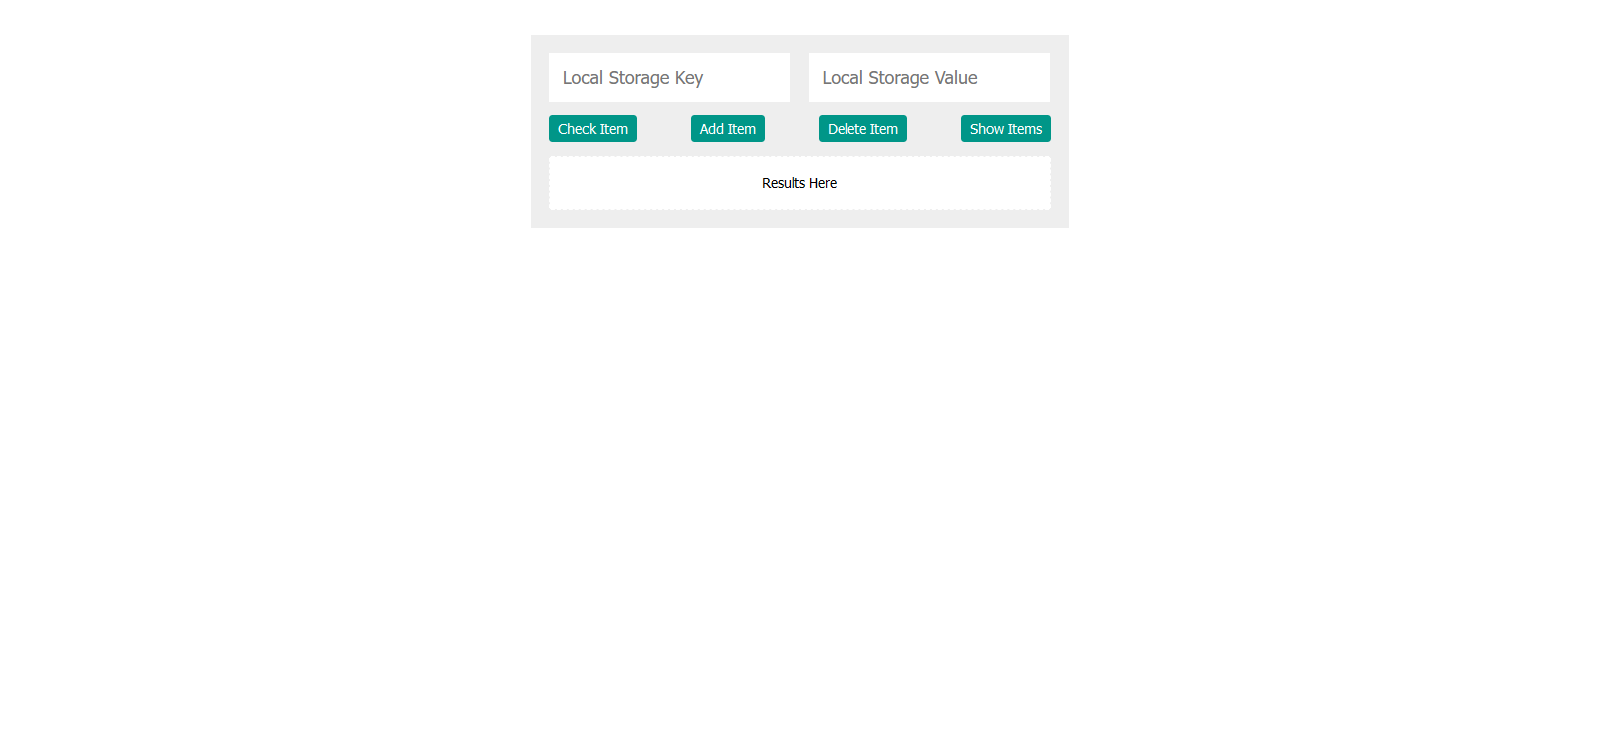 Local Storage Key Local Storage Value
Check Item Add Item Delete Item Show Items
Results Here